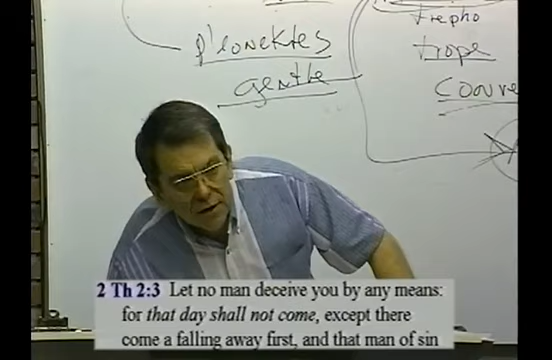 trepho
p'leonektes
trope
gentle
conve
2 Th 2:3 Let no man deceive you by any means:
for that day shall not come, except there
come a falling away first, and that man of sin